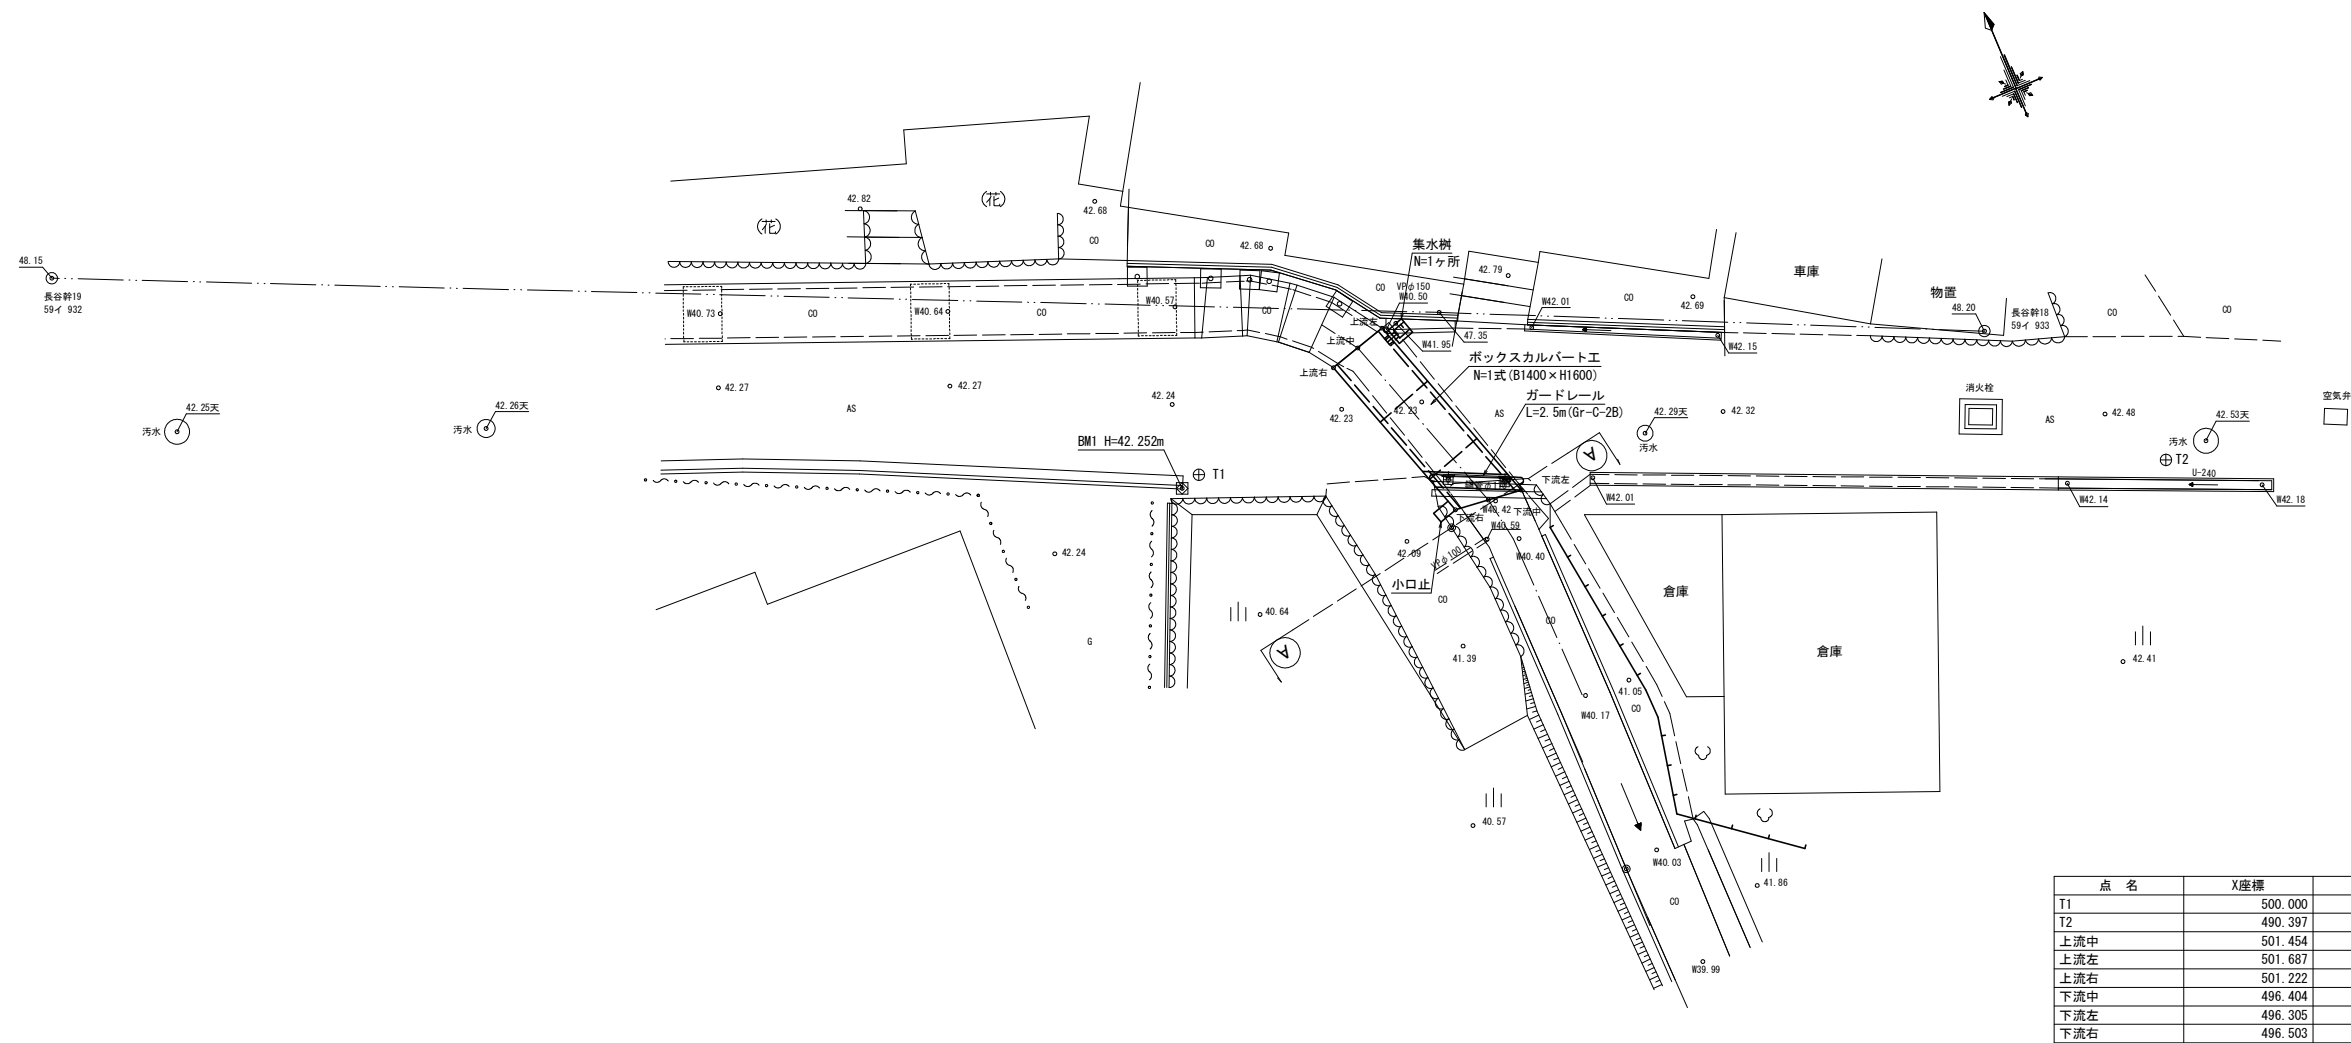 (花)
42.82
(花)
42.68
CO
CO
42.68
集水桝
N=1ヶ所
42.79
車庫
48.15
長谷幹19
59イ 932
VPφ150
W40.50
CO
W42.01
CO
42.69
物置
48.20
長谷幹18
59イ 933
CO
CO
W40.73
CO
W40.64
CO
W40.57
CO
上流左
上流中
上流右
W41.95
47.35
W42.15
ボックスカルバート工
N=1式(B1400×H1600)
ガードレール
L=2.5m(Gr-C-2B)
42.27
42.27
42.24
AS
42.23
42.23
AS
42.29天
汚水
42.32
消火栓
AS
42.48
42.53天
汚水
空気弁
42.25天
汚水
42.26天
汚水
BM1 H=42.252m
T1
A
T2
U-240
下流左
W42.01
W42.14
W42.18
W40.42
下流中
下流右
W40.59
W40.40
42.24
42.09
VPφ100
小口止
CO
CO
倉庫
倉庫
G
40.64
A
41.39
41.05
CO
42.41
W40.17
40.57
W40.03
41.86
CO
W39.99
点 名 X座標
T1 500.000
T2 490.397
上流中 501.454
上流左 501.687
上流右 501.222
下流中 496.404
下流左 496.305
下流右 496.503